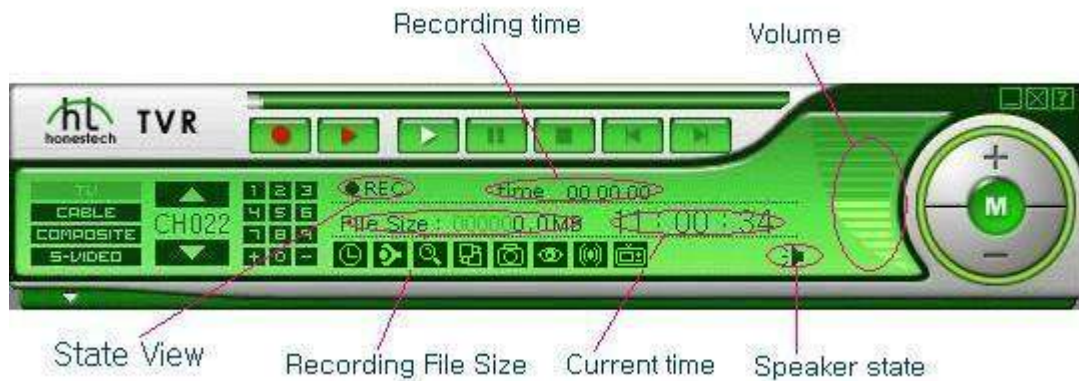 Recording time
Volume
ht
honestech
TVR
TV
CABLE
COMPOSITE
S-VIDEO
CH022
1 2 3
4 5 6
7 8 9
+ 0 -
REC
time 00:00:00
File Size : 000000.0MB
11 : 00 : 34
M
State View
Recording File Size
Current time
Speaker state